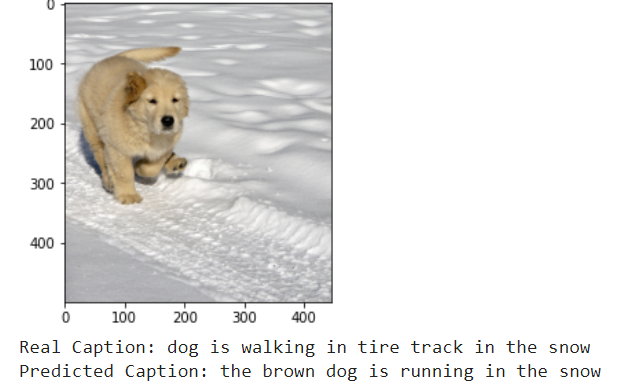 0
100
200
300
400
0 100 200 300 400
Real Caption: dog is walking in tire track in the snow
Predicted Caption: the brown dog is running in the snow